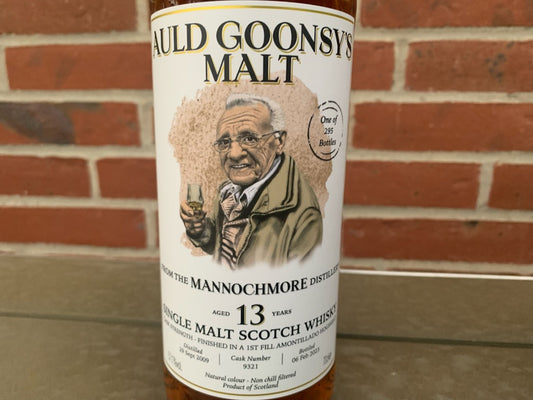 AULD GOONSY'S
MALT
One of
295
Bottles
FROM THE MANNOCHMORE DISTILLERY
AGED 13 YEARS
SINGLE MALT SCOTCH WHISKY
STRENGTH - FINISHED IN A 1ST FILL AMONTILLADO
Distilled
29 Sept 2009
Cask Number
9321
Bottled
06 Feb 2023
Natural colour - Non chill filtered
Product of Scotland